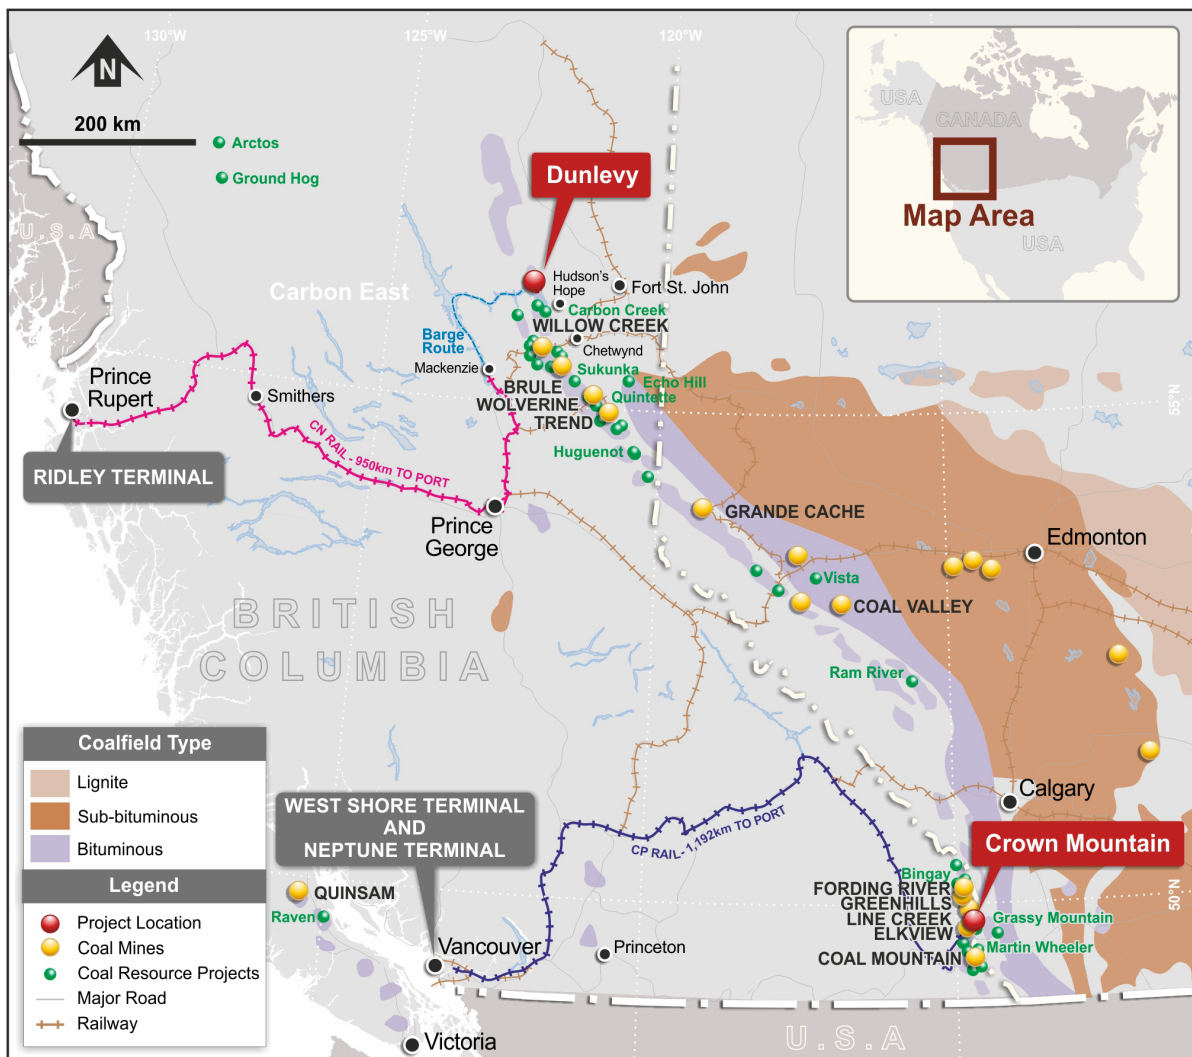 130°W
125°W
120°W
N
200 km
Arctos
Ground Hog
U.S.A
USA
CANADA
USA
Map Area
Dunlevy
Hudson's
Hope
Fort St. John
Carbon East
Carbon Creek
WILLOW CREEK
Barge
Route
Chetwynd
Mackenzie
Sukunka
Prince
Rupert
Smithers
BRULE
Echo Hill
WOLVERINE
Quintette
TREND
55°N
CN RAIL - 950km TO PORT
Huguenot
RIDLEY TERMINAL
Prince
George
GRANDE CACHE
Edmonton
Vista
COAL VALLEY
BRITISH
COLUMBIA
Ram River
Coalfield Type
Lignite
Sub-bituminous
Bituminous
Legend
Project Location
Coal Mines
Coal Resource Projects
Major Road
Railway
WEST SHORE TERMINAL
AND
NEPTUNE TERMINAL
CP RAIL - 1,192km TO PORT
Calgary
Crown Mountain
QUINSAM
Raven
Bingay
FORDING RIVER
GREENHILLS
LINE CREEK
ELKVIEW
COAL MOUNTAIN
Grassy Mountain
Martin Wheeler
50°N
Vancouver
Princeton
Victoria
U.S.A